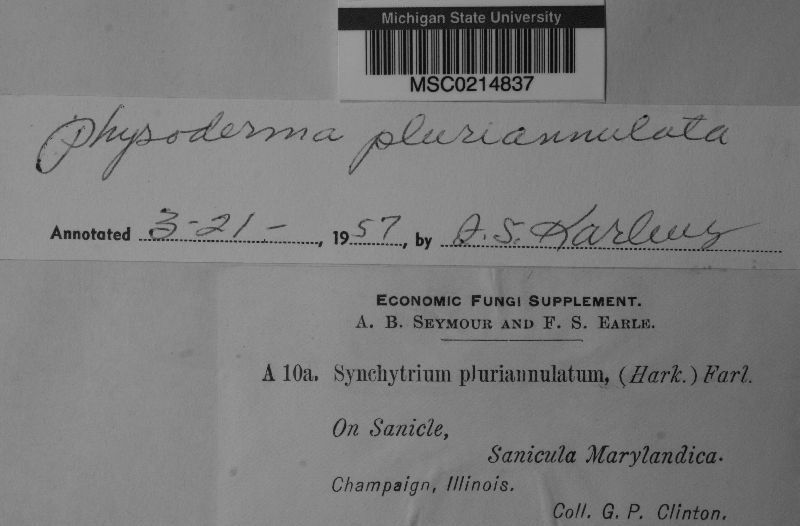 Michigan State University
MSC0214837
Physoderma pluriannulata
Annotated 3-21-, 1957, by J. S. Karling
ECONOMIC FUNGI SUPPLEMENT.
A. B. SEYMOUR AND F. S. EARLE.
A 10a. Synchytrium pluriannulatum, (Hark.) Farl.
On Sanicle,
Sanicula Marylandica.
Champaign, Illinois.
Coll. G. P. Clinton.